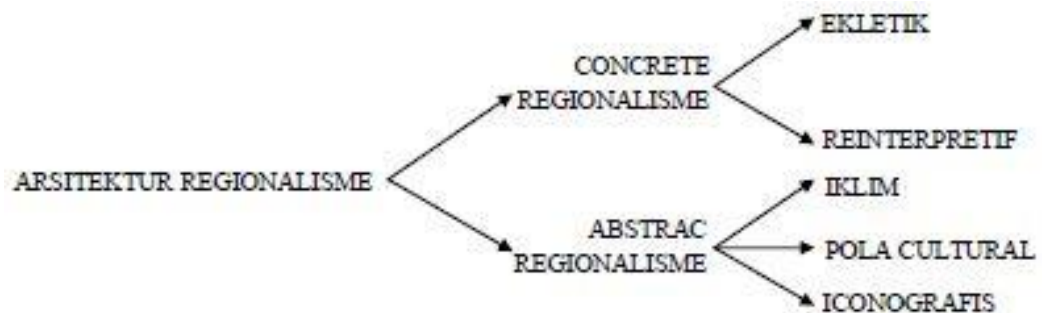 EKLETIK
CONCRETE
REGIONALISME
REINTERPRETIF
ARSITEKTUR REGIONALISME
IKLIM
ABSTRAC
REGIONALISME
POLA CULTURAL
ICONOGRAFIS